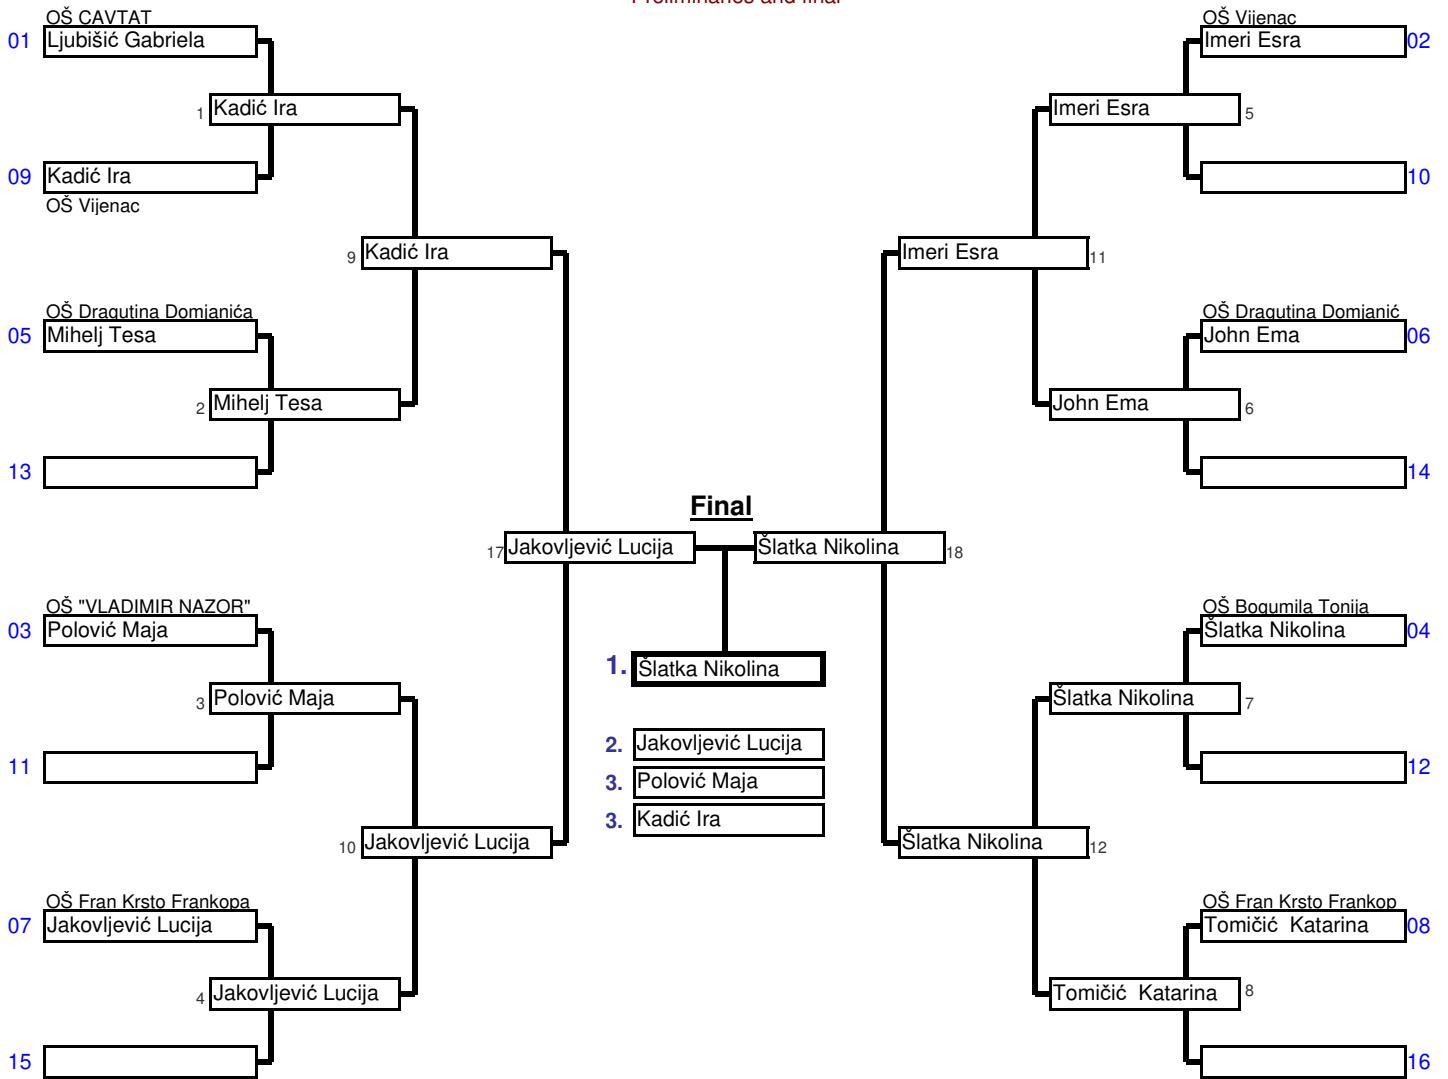 Preliminaries and final
OŠ CAVTAT
01 Ljubišić Gabriela
1 Kadić Ira
09 Kadić Ira
OŠ Vijenac
9 Kadić Ira
OŠ Dragutina Domjanića
05 Mihelj Tesa
2 Mihelj Tesa
13
17 Jakovljević Lucija
OŠ "VLADIMIR NAZOR"
03 Polović Maja
3 Polović Maja
11
10 Jakovljević Lucija
OŠ Fran Krsto Frankopa
07 Jakovljević Lucija
4 Jakovljević Lucija
15
Final
1. Šlatka Nikolina
2. Jakovljević Lucija
3. Polović Maja
3. Kadić Ira
OŠ Vijenac
Imeri Esra 02
Imeri Esra 5
10
Imeri Esra 11
OŠ Dragutina Domjanić
John Ema 06
John Ema 6
14
Šlatka Nikolina 18
OŠ Bogumila Tonija
Šlatka Nikolina 04
Šlatka Nikolina 7
12
Šlatka Nikolina 12
OŠ Fran Krsto Frankop
Tomičić  Katarina 08
Tomičić  Katarina 8
16